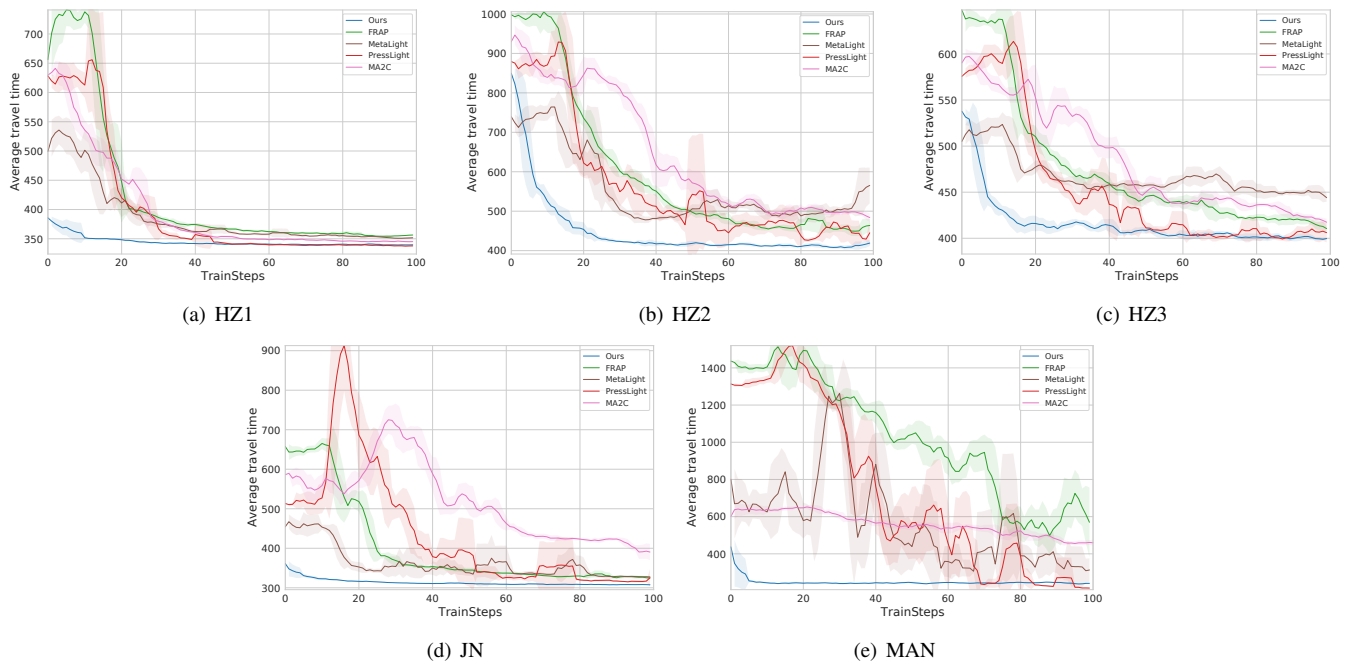 700
650
600
550
500
450
400
350
0 20 40 60 80 100
Average travel time
TrainSteps
Ours
FRAP
MetaLight
PressLight
MA2C
(a) HZ1
1000
900
800
700
600
500
400
0 20 40 60 80 100
Average travel time
TrainSteps
Ours
FRAP
MetaLight
PressLight
MA2C
(b) HZ2
600
550
500
450
400
0 20 40 60 80 100
Average travel time
TrainSteps
Ours
FRAP
MetaLight
PressLight
MA2C
(c) HZ3
900
800
700
600
500
400
300
0 20 40 60 80 100
Average travel time
TrainSteps
Ours
FRAP
MetaLight
PressLight
MA2C
(d) JN
1400
1200
1000
800
600
400
0 20 40 60 80 100
Average travel time
TrainSteps
Ours
FRAP
MetaLight
PressLight
MA2C
(e) MAN